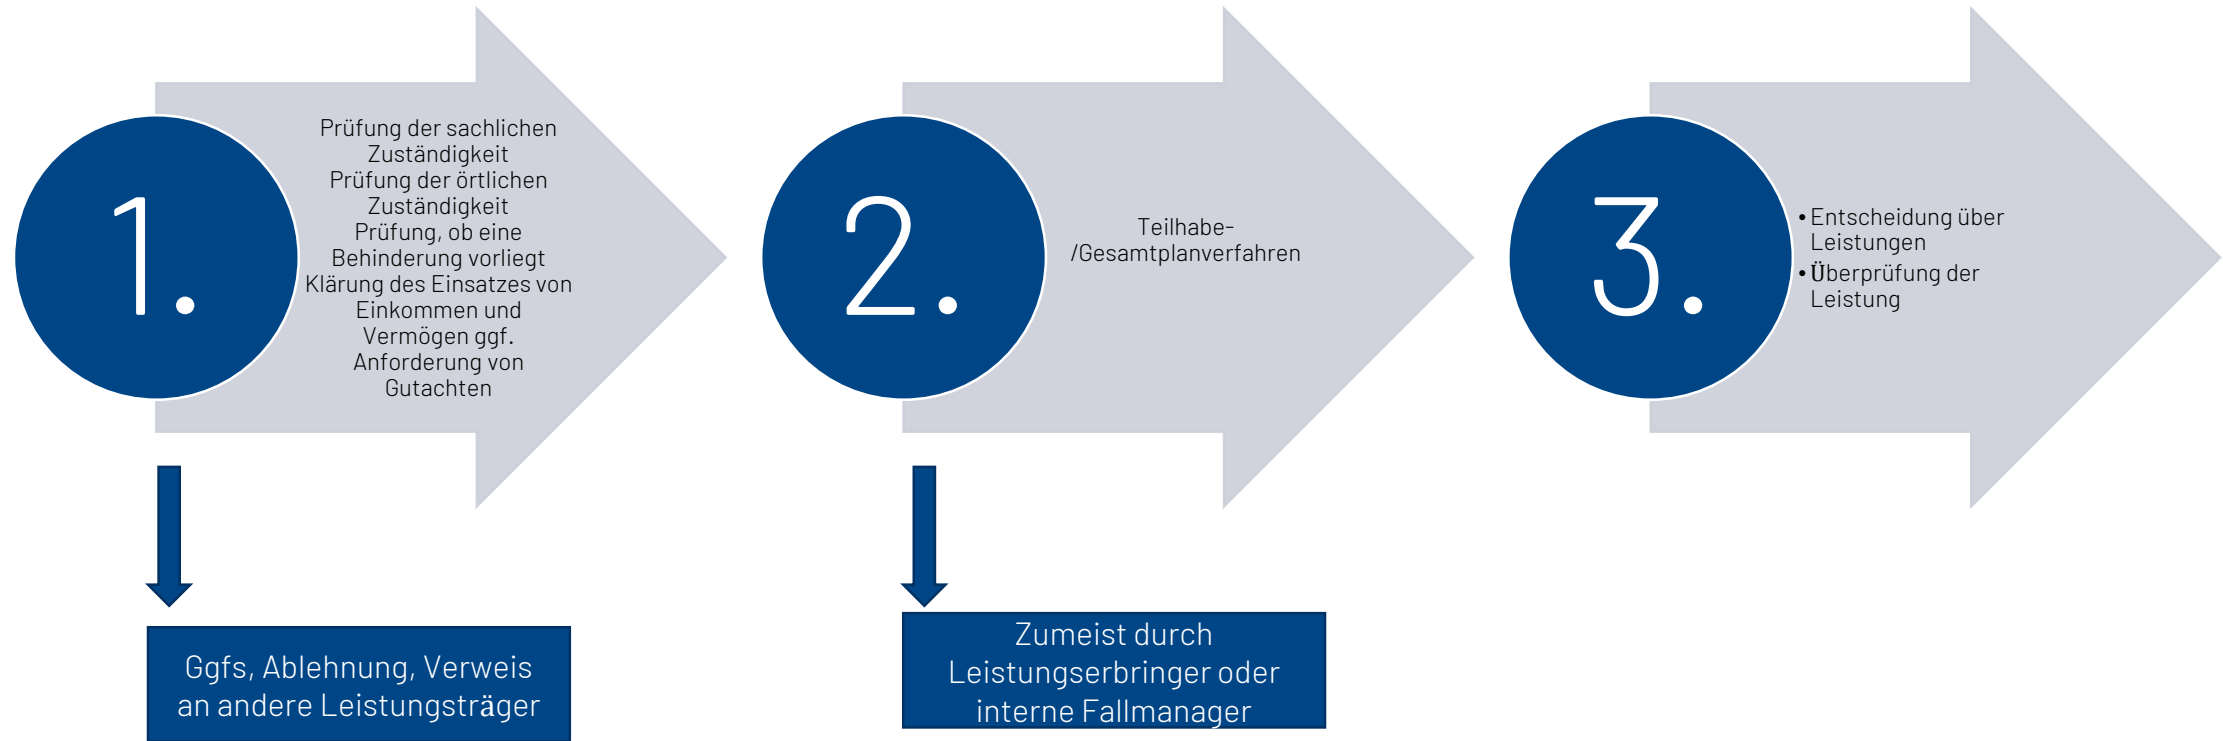 1.
Prüfung der sachlichen
Zuständigkeit
Prüfung der örtlichen
Zuständigkeit
Prüfung, ob eine
Behinderung vorliegt
Klärung des Einsatzes von
Einkommen und
Vermögen ggf.
Anforderung von
Gutachten
Ggfs, Ablehnung, Verweis
an andere Leistungsträger
2.
Teilhabe-
/Gesamtplanverfahren
Zumeist durch
Leistungserbringer oder
interne Fallmanager
3.
• Entscheidung über
Leistungen
• Überprüfung der
Leistung